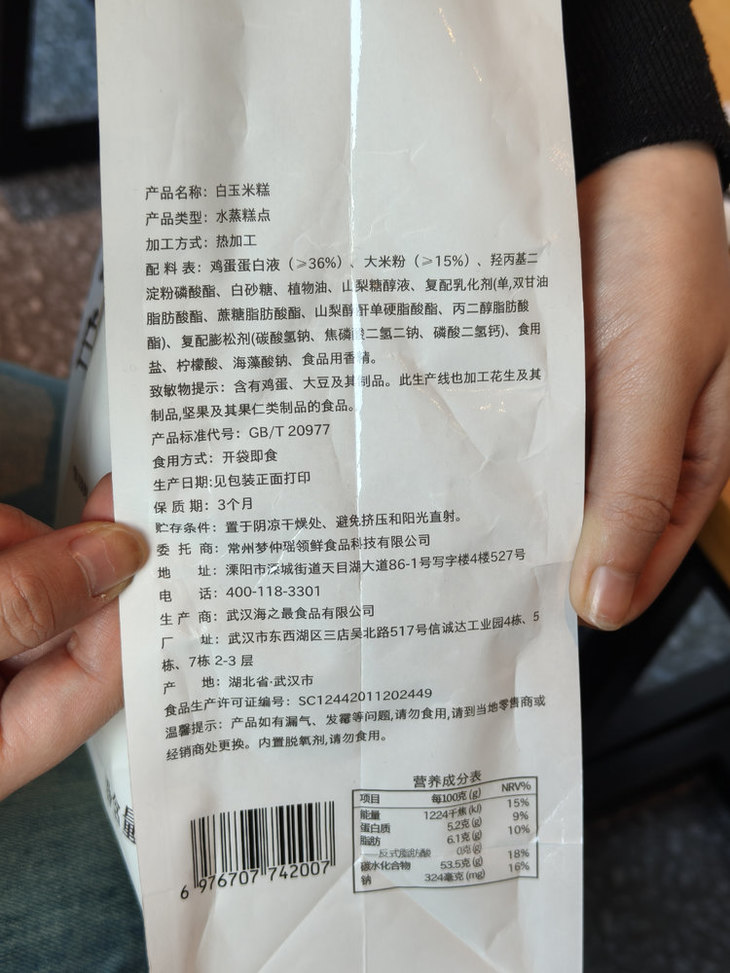 产品名称：白玉米糕
产品类型：水蒸糕点
加工方式：热加工
配 料 表：鸡蛋蛋白液（≥36%）、大米粉（≥15%）、羟丙基二
淀粉磷酸酯、白砂糖、植物油、山梨糖醇液、复配乳化剂(单,双甘油
脂肪酸酯、蔗糖脂肪酸酯、山梨醇酐单硬脂酸酯、丙二醇脂肪酸
酯)、复配膨松剂(碳酸氢钠、焦磷酸二氢二钠、磷酸二氢钙)、食用
盐、柠檬酸、海藻酸钠、食品用香精。
致敏物提示：含有鸡蛋、大豆及其制品。此生产线也加工花生及其
制品,坚果及其果仁类制品的食品。
产品标准代号：GB/T 20977
食用方式：开袋即食
生产日期:见包装正面打印
保 质 期：3个月
贮存条件：置于阴凉干燥处、避免挤压和阳光直射。
委 托 商：常州梦仲瑶领鲜食品科技有限公司
地 址：溧阳市溧城街道天目湖大道86-1号写字楼4楼527号
电 话：400-118-3301
生 产 商：武汉海之最食品有限公司
厂 址：武汉市东西湖区三店吴北路517号信诚达工业园4栋、5
栋、7栋 2-3 层
产 地：湖北省·武汉市
食品生产许可证编号：SC12442011202449
温馨提示：产品如有漏气、发霉等问题,请勿食用,请到当地零售商或
经销商处更换。内置脱氧剂,请勿食用。
营养成分表
项目 每100克(g) NRV%
能量 1224千焦(kJ) 15%
蛋白质 5.2克(g) 9%
脂肪 6.1克(g) 10%
—反式脂肪酸 0克(g)
碳水化合物 53.5克(g) 18%
钠 324毫克(mg) 16%
6 976707 742007